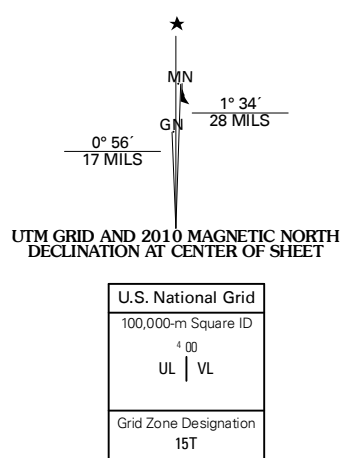 MN
1° 34´
28 MILS
GN
0° 56´
17 MILS
UTM GRID AND 2010 MAGNETIC NORTH
DECLINATION AT CENTER OF SHEET
U.S. National Grid
100,000-m Square ID
4 00
UL VL
Grid Zone Designation
15T